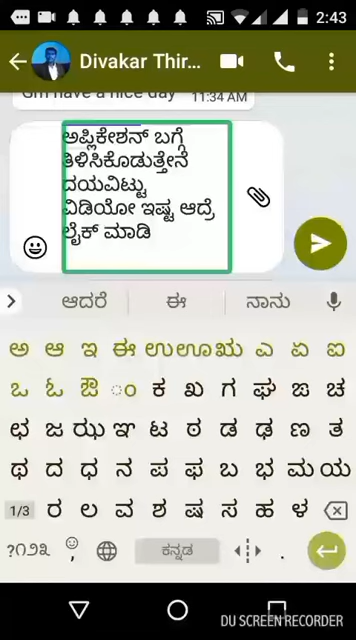 2:43
Divakar Thir...
Gm have a nice day
11:34 AM
ಅಪ್ಲಿಕೇಶನ್ ಬಗ್ಗೆ
ತಿಳಿಸಿಕೊಡುತ್ತೇನೆ
ದಯವಿಟ್ಟು
ವಿಡಿಯೋ ಇಷ್ಟ ಆದ್ರೆ
ಲೈಕ್ ಮಾಡಿ
ಆದರೆ ಈ ನಾನು
ಅ ಆ ಇ ಈ ಉ ಊ ಋ ಎ ಏ ಐ
ಒ ಓ ಔ ಂ ಕ ಖ ಗ ಘ ಙ ಚ
ಛ ಜ ಝ ಞ ಟ ಠ ಡ ಢ ಣ ತ
ಥ ದ ಧ ನ ಪ ಫ ಬ ಭ ಮ ಯ
1/3 ರ ಲ ವ ಶ ಷ ಸ ಹ ಳ
?೧೨೩ , ಕನ್ನಡ .
DU SCREEN RECORDER